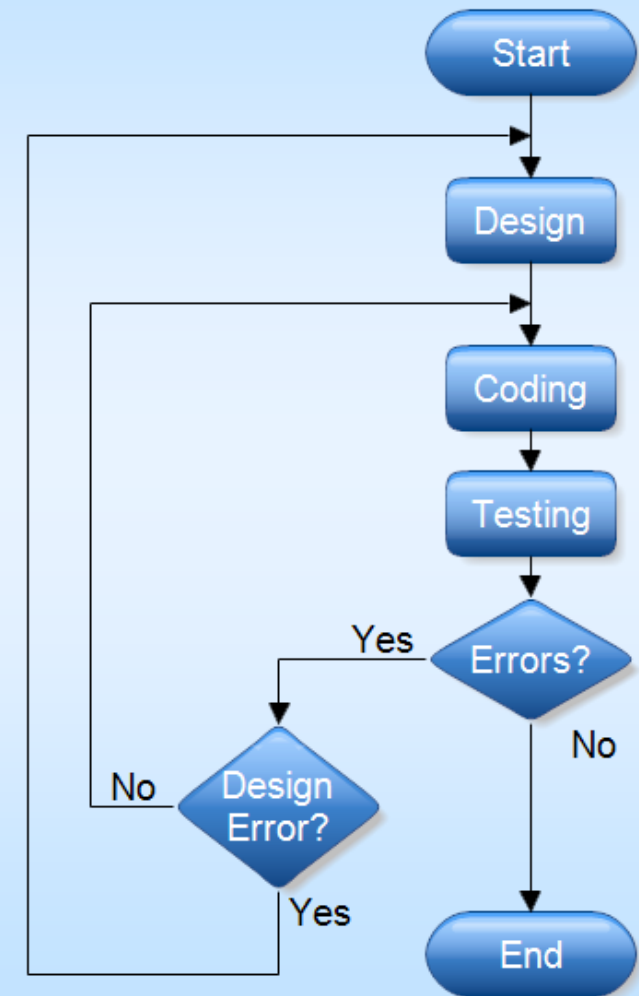 Start
Design
Coding
Testing
Yes
Errors?
No
No
Design
Error?
Yes
End